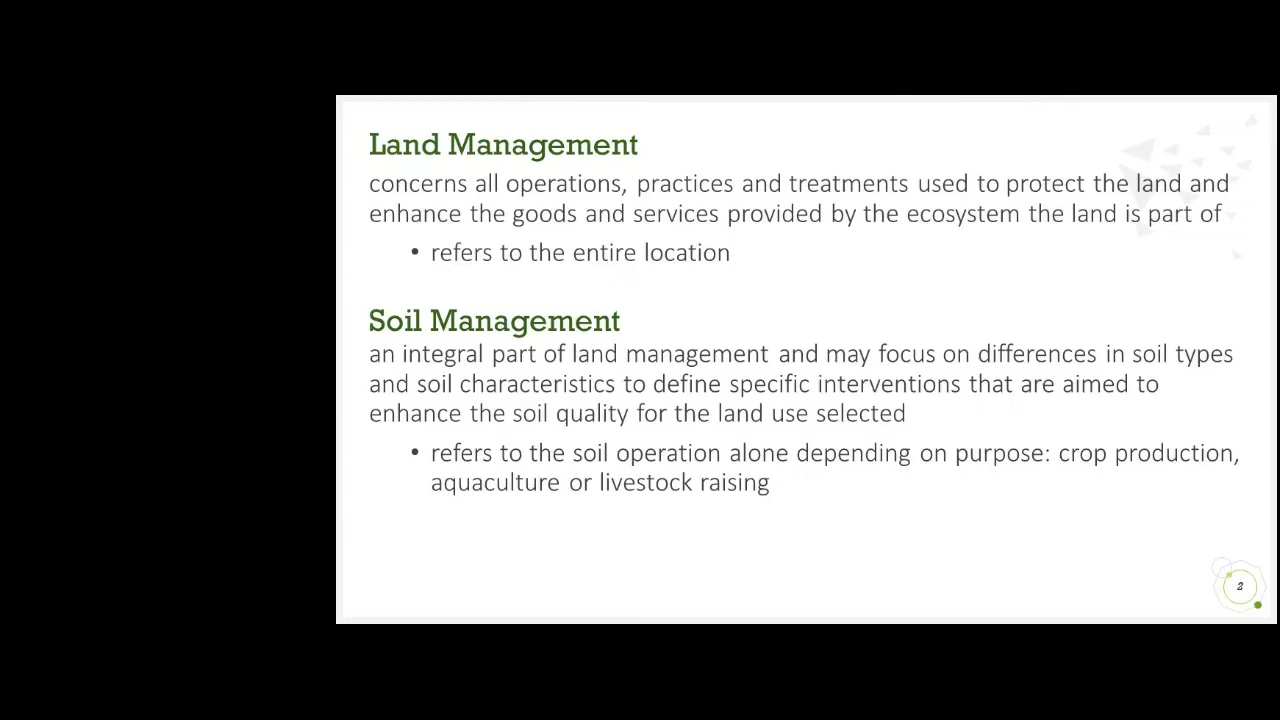 Land Management
concerns all operations, practices and treatments used to protect the land and
enhance the goods and services provided by the ecosystem the land is part of
• refers to the entire location
Soil Management
an integral part of land management and may focus on differences in soil types
and soil characteristics to define specific interventions that are aimed to
enhance the soil quality for the land use selected
• refers to the soil operation alone depending on purpose: crop production,
aquaculture or livestock raising
2